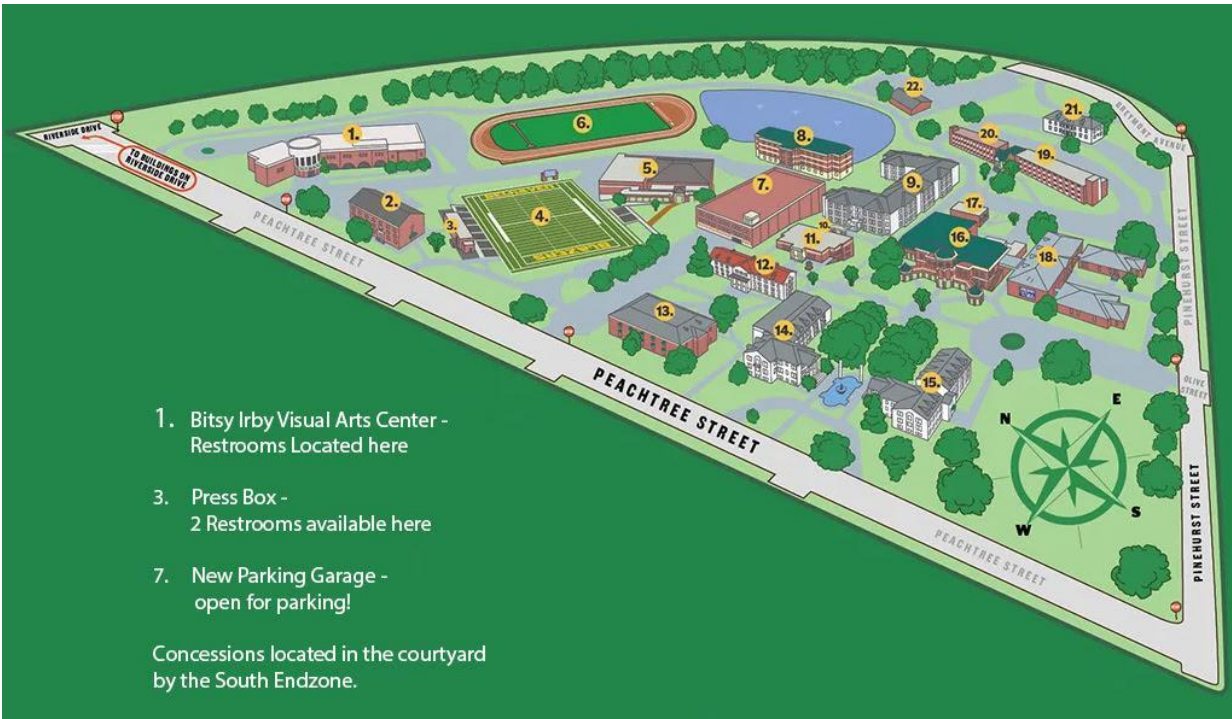 RIVERSIDE DRIVE
TO BUILDINGS ON
RIVERSIDE DRIVE
1.
2.
3.
4.
5.
6.
7.
8.
9.
10.
11.
12.
13.
14.
15.
16.
17.
18.
19.
20.
21.
22.
BLAZERS
PEACHTREE STREET
PEACHTREE STREET
PEACHTREE STREET
DREYMONT AVENUE
PINEHURST STREET
OLIVE
STREET
PINEHURST STREET
N
E
S
W
1. Bitsy Irby Visual Arts Center -
Restrooms Located here
3. Press Box -
2 Restrooms available here
7. New Parking Garage -
open for parking!
Concessions located in the courtyard
by the South Endzone.